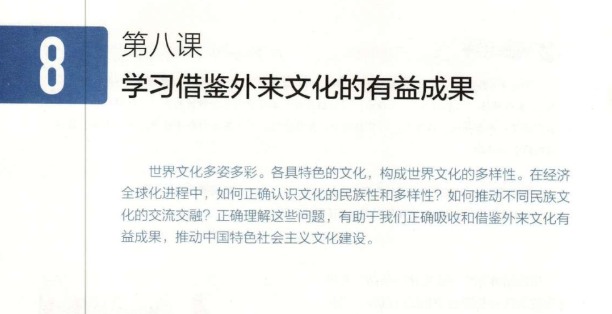 8
第八课
学习借鉴外来文化的有益成果
世界文化多姿多彩。各具特色的文化，构成世界文化的多样性。在经济
全球化进程中，如何正确认识文化的民族性和多样性？如何推动不同民族文
化的交流交融？正确理解这些问题，有助于我们正确吸收和借鉴外来文化有
益成果，推动中国特色社会主义文化建设。